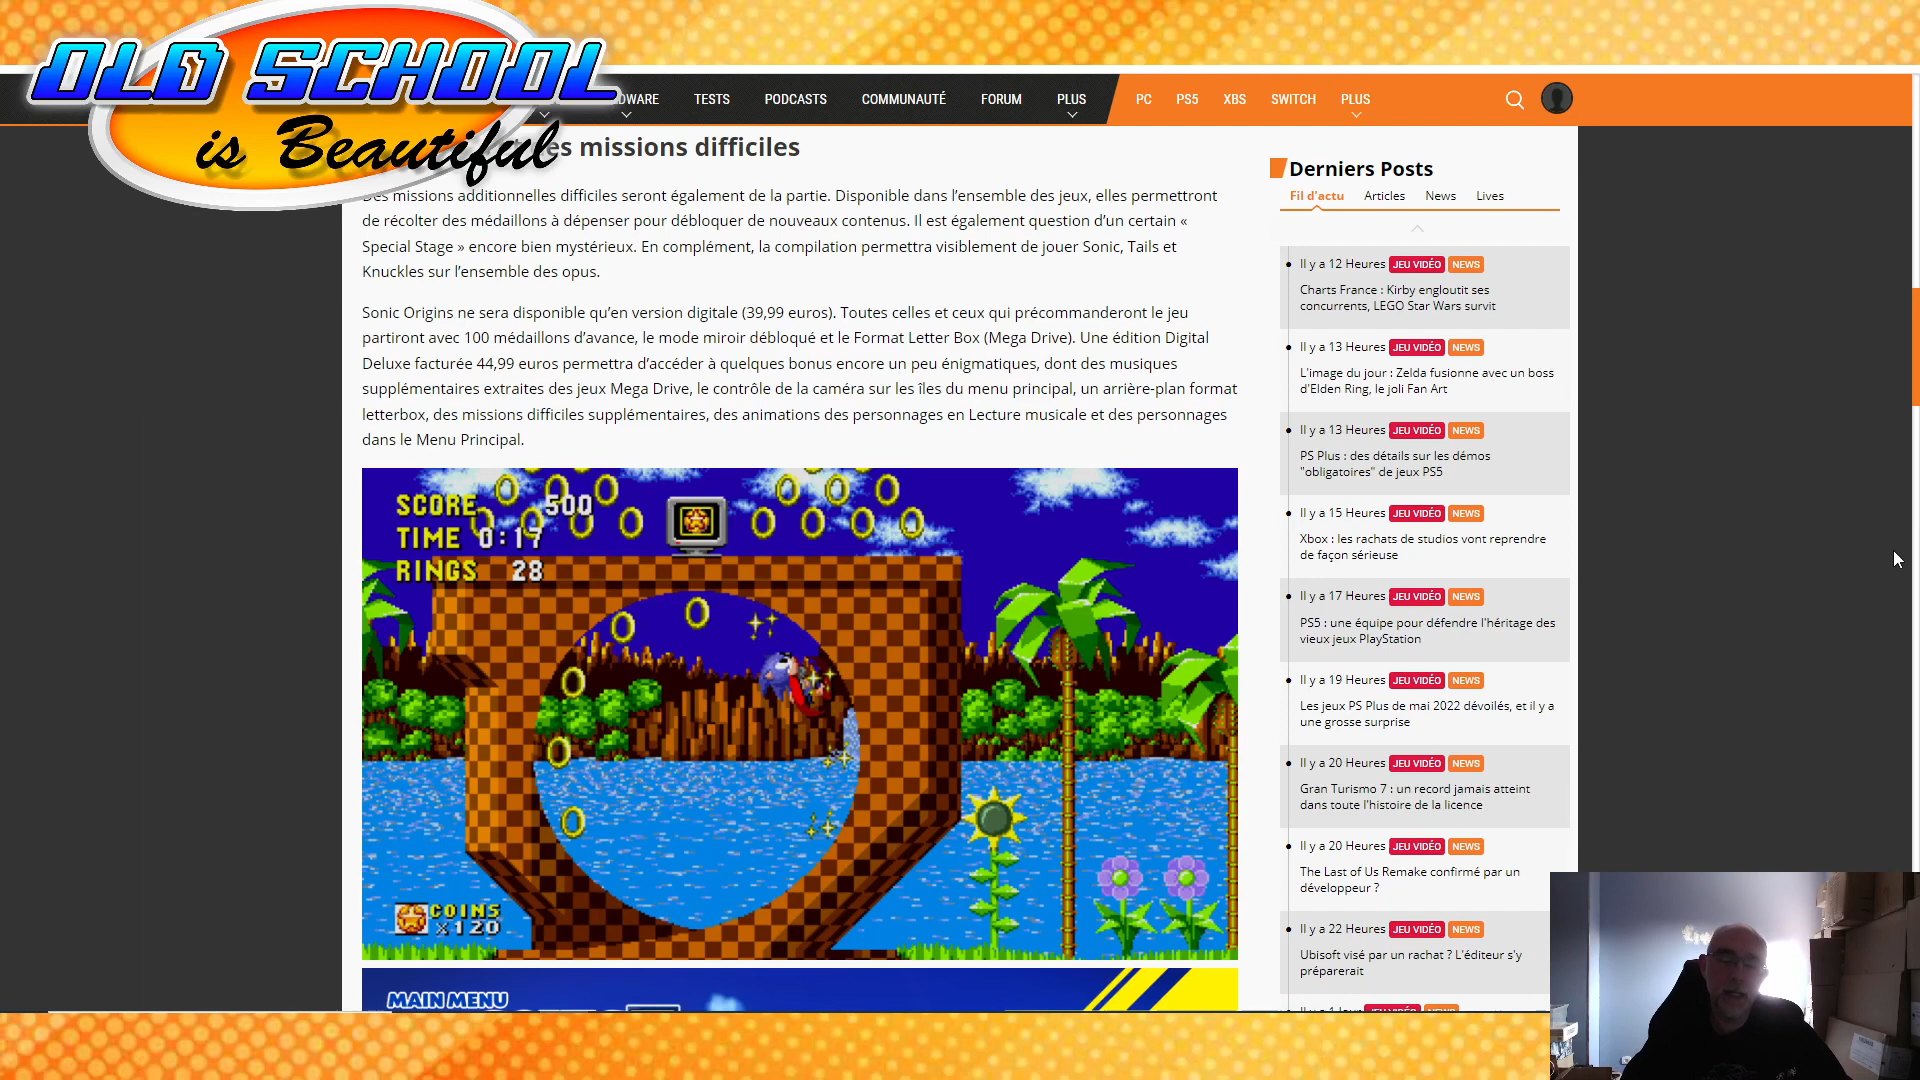 OLD SCHOOL
is Beautiful
DWARE
TESTS
PODCASTS
COMMUNAUTÉ
FORUM
PLUS
PC
PS5
XBS
SWITCH
PLUS
es missions difficiles
Des missions additionnelles difficiles seront également de la partie. Disponible dans l’ensemble des jeux, elles permettront
de récolter des médaillons à dépenser pour débloquer de nouveaux contenus. Il est également question d’un certain «
Special Stage » encore bien mystérieux. En complément, la compilation permettra visiblement de jouer Sonic, Tails et
Knuckles sur l’ensemble des opus.
Sonic Origins ne sera disponible qu’en version digitale (39,99 euros). Toutes celles et ceux qui précommanderont le jeu
partiront avec 100 médaillons d’avance, le mode miroir débloqué et le Format Letter Box (Mega Drive). Une édition Digital
Deluxe facturée 44,99 euros permettra d’accéder à quelques bonus encore un peu énigmatiques, dont des musiques
supplémentaires extraites des jeux Mega Drive, le contrôle de la caméra sur les îles du menu principal, un arrière-plan format
letterbox, des missions difficiles supplémentaires, des animations des personnages en Lecture musicale et des personnages
dans le Menu Principal.
SCORE 500
TIME 0:17
RINGS 28
COINS
x120
MAIN MENU
Derniers Posts
Fil d'actu Articles News Lives
Il y a 12 Heures JEU VIDÉO NEWS
Charts France : Kirby engloutit ses
concurrents, LEGO Star Wars survit
Il y a 13 Heures JEU VIDÉO NEWS
L'image du jour : Zelda fusionne avec un boss
d'Elden Ring, le joli Fan Art
Il y a 13 Heures JEU VIDÉO NEWS
PS Plus : des détails sur les démos
"obligatoires" de jeux PS5
Il y a 15 Heures JEU VIDÉO NEWS
Xbox : les rachats de studios vont reprendre
de façon sérieuse
Il y a 17 Heures JEU VIDÉO NEWS
PS5 : une équipe pour défendre l'héritage des
vieux jeux PlayStation
Il y a 19 Heures JEU VIDÉO NEWS
Les jeux PS Plus de mai 2022 dévoilés, et il y a
une grosse surprise
Il y a 20 Heures JEU VIDÉO NEWS
Gran Turismo 7 : un record jamais atteint
dans toute l'histoire de la licence
Il y a 20 Heures JEU VIDÉO NEWS
The Last of Us Remake confirmé par un
développeur ?
Il y a 22 Heures JEU VIDÉO NEWS
Ubisoft visé par un rachat ? L'éditeur s'y
préparerait